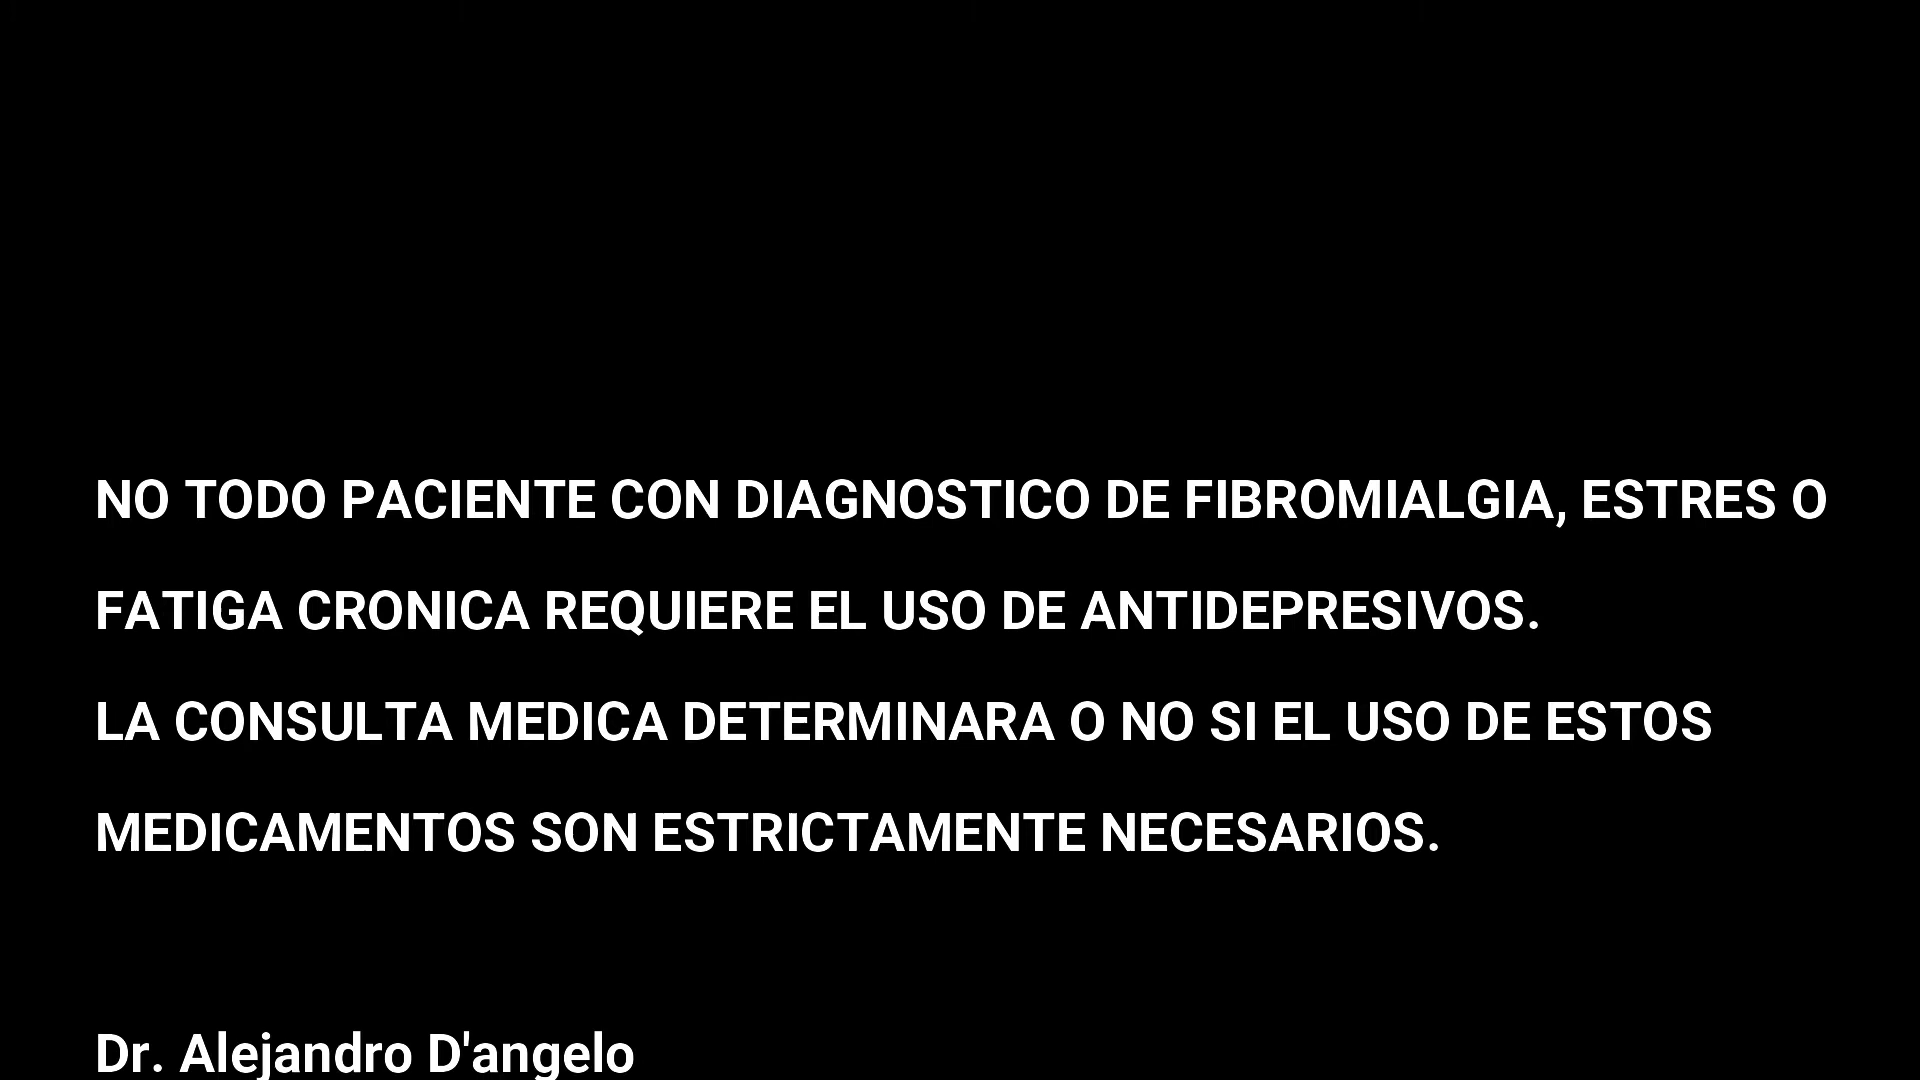 NO TODO PACIENTE CON DIAGNOSTICO DE FIBROMIALGIA, ESTRES O
FATIGA CRONICA REQUIERE EL USO DE ANTIDEPRESIVOS.
LA CONSULTA MEDICA DETERMINARA O NO SI EL USO DE ESTOS
MEDICAMENTOS SON ESTRICTAMENTE NECESARIOS.
Dr. Alejandro D'angelo